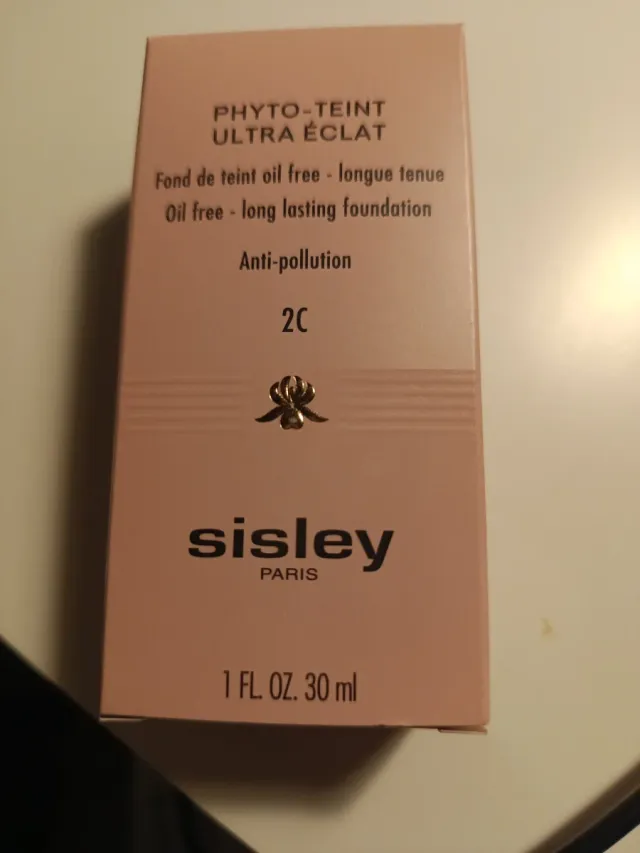 PHYTO-TEINT
ULTRA ÉCLAT
Fond de teint oil free - longue tenue
Oil free - long lasting foundation
Anti-pollution
2C
sisley
PARIS
1 FL. OZ. 30 ml